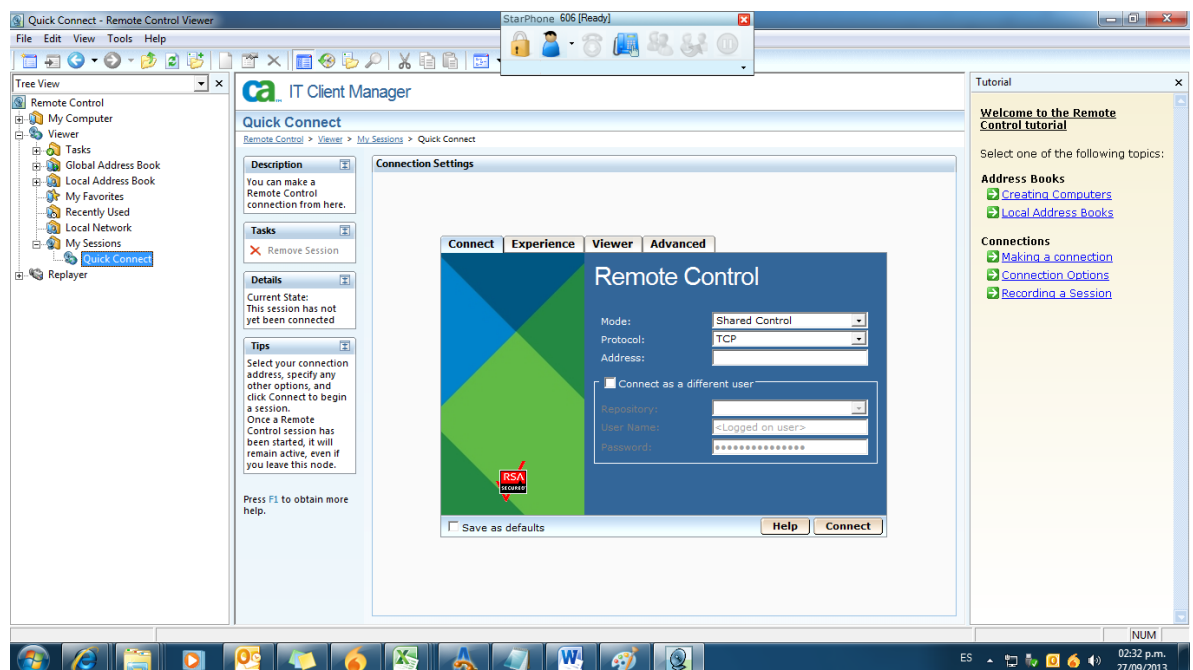 Quick Connect - Remote Control Viewer
StarPhone 606 [Ready]
File Edit View Tools Help
Tree View
Remote Control
My Computer
Viewer
Tasks
Global Address Book
Local Address Book
My Favorites
Recently Used
Local Network
My Sessions
Quick Connect
Replayer
ca IT Client Manager
Quick Connect
Remote Control > Viewer > My Sessions > Quick Connect
Description
You can make a
Remote Control
connection from here.
Tasks
Remove Session
Details
Current State:
This session has not
yet been connected
Tips
Select your connection
address, specify any
other options, and
click Connect to begin
a session.
Once a Remote
Control session has
been started, it will
remain active, even if
you leave this node.
Press F1 to obtain more
help.
Connection Settings
Connect Experience Viewer Advanced
Remote Control
Mode: Shared Control
Protocol: TCP
Address:
Connect as a different user
Repository:
User Name: <Logged on user>
Password:
RSA
SECURED
Save as defaults
Help Connect
Tutorial
Welcome to the Remote
Control tutorial
Select one of the following topics:
Address Books
Creating Computers
Local Address Books
Connections
Making a connection
Connection Options
Recording a Session
NUM
ES
02:32 p.m.
27/09/2013